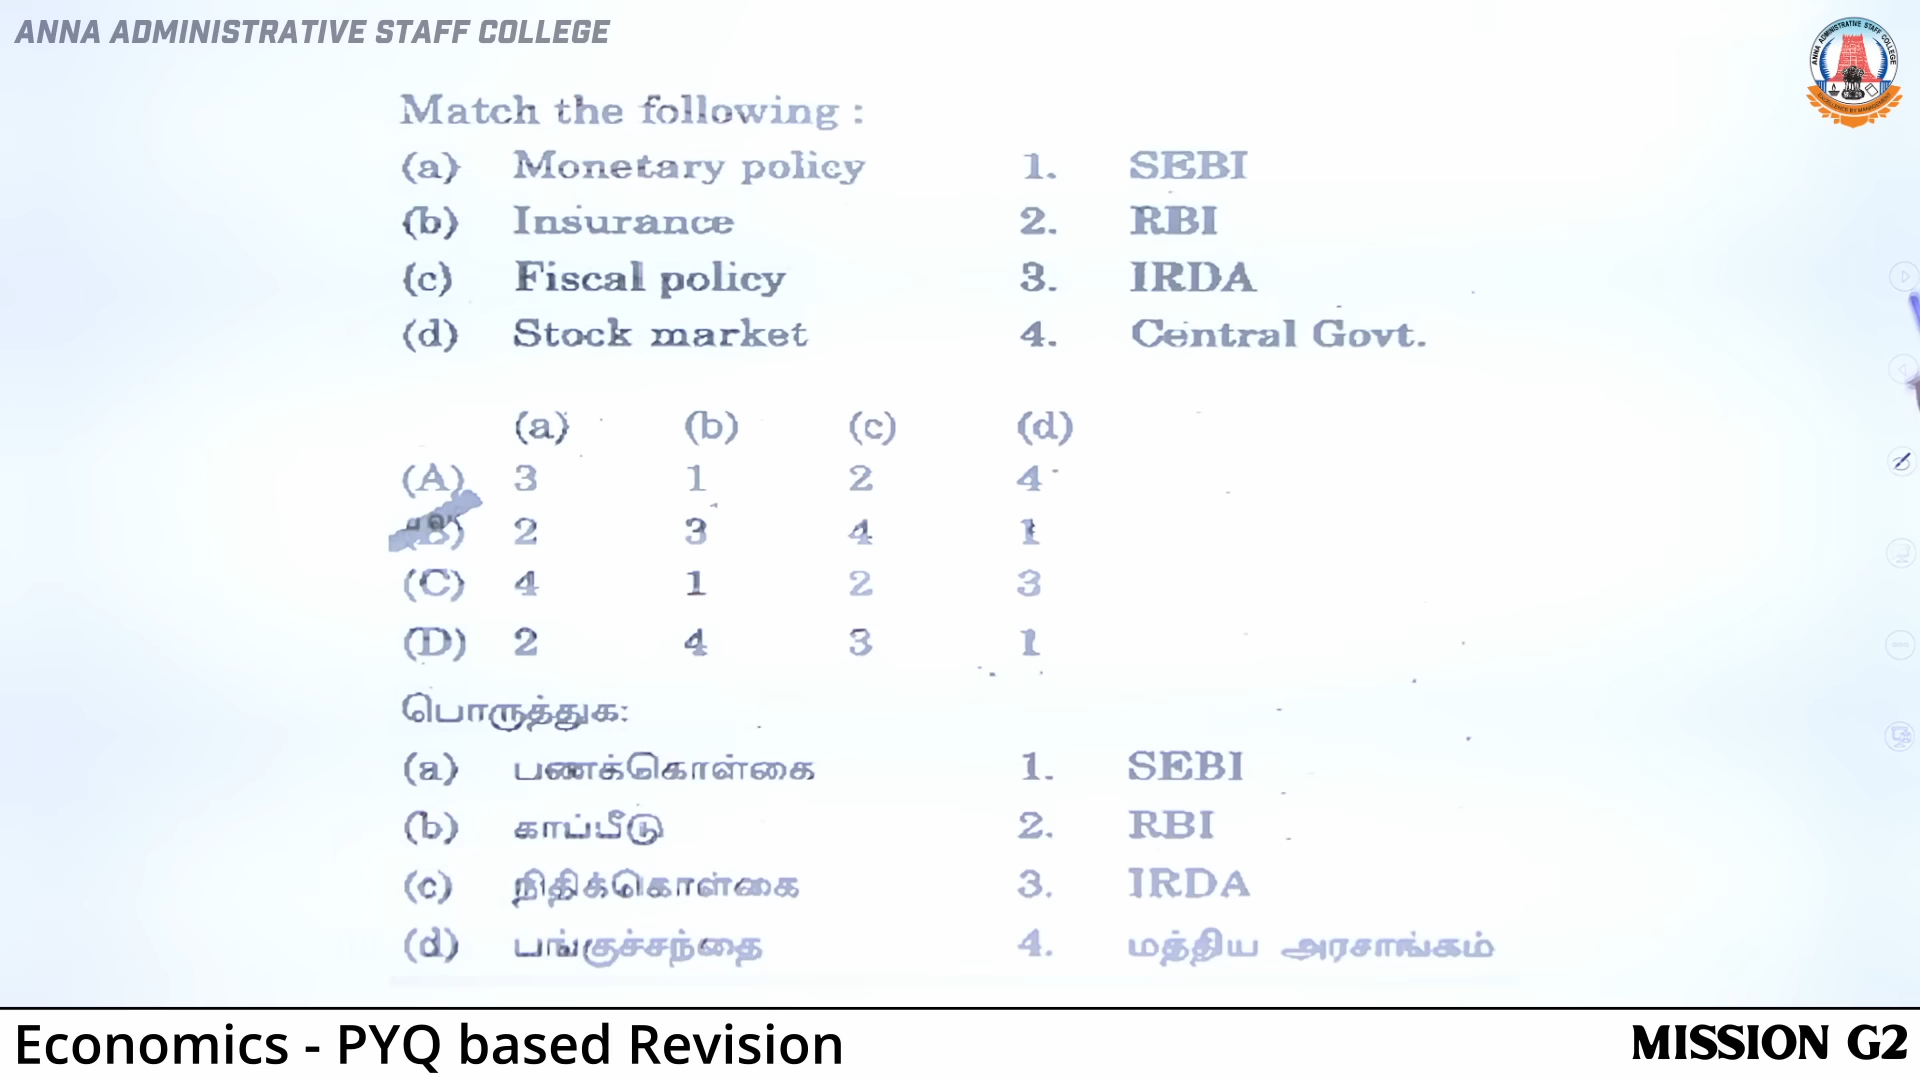 ANNA ADMINISTRATIVE STAFF COLLEGE
Match the following :
(a) Monetary policy 1. SEBI
(b) Insurance 2. RBI
(c) Fiscal policy 3. IRDA
(d) Stock market 4. Central Govt.
(a) (b) (c) (d)
(A) 3 1 2 4
(B) 2 3 4 1
(C) 4 1 2 3
(D) 2 4 3 1
பொருத்துக:
(a) பணக்கொள்கை 1. SEBI
(b) காப்பீடு 2. RBI
(c) நிதிக்கொள்கை 3. IRDA
(d) பங்குச்சந்தை 4. மத்திய அரசாங்கம்
Economics - PYQ based Revision
MISSION G2